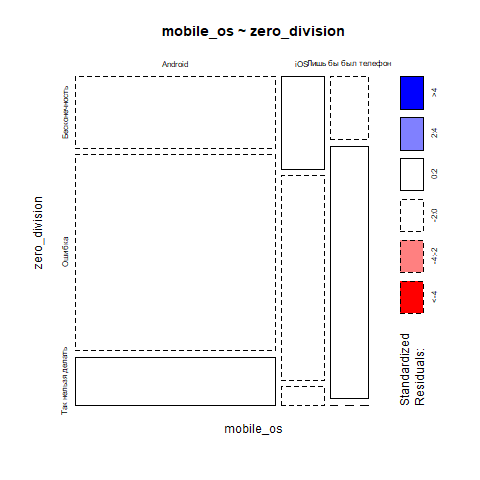 mobile_os ~ zero_division
Android
iOS
Лишь бы был телефон
Бесконечность
Ошибка
Так нельзя делать
zero_division
mobile_os
>4
2:4
0:2
-2:0
-4:-2
<-4
Standardized
Residuals: